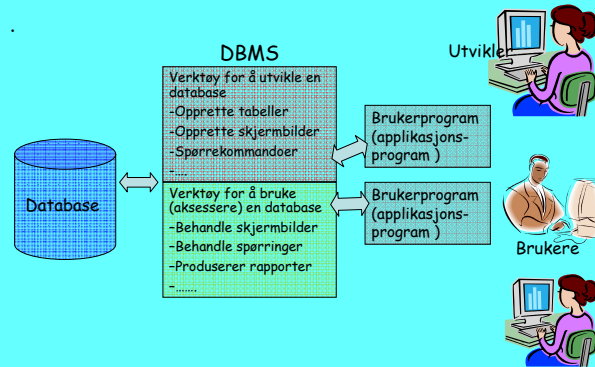 .
DBMS
Utvikler
Verktøy for å utvikle en
database
-Opprette tabeller
-Opprette skjermbilder
-Spørrekommandoer
-....
Verktøy for å bruke
(aksessere) en database
-Behandle skjermbilder
-Behandle spørringer
-Produserer rapporter
-.......
Database
Brukerprogram
(applikasjons-
program )
Brukerprogram
(applikasjons-
program )
Brukere